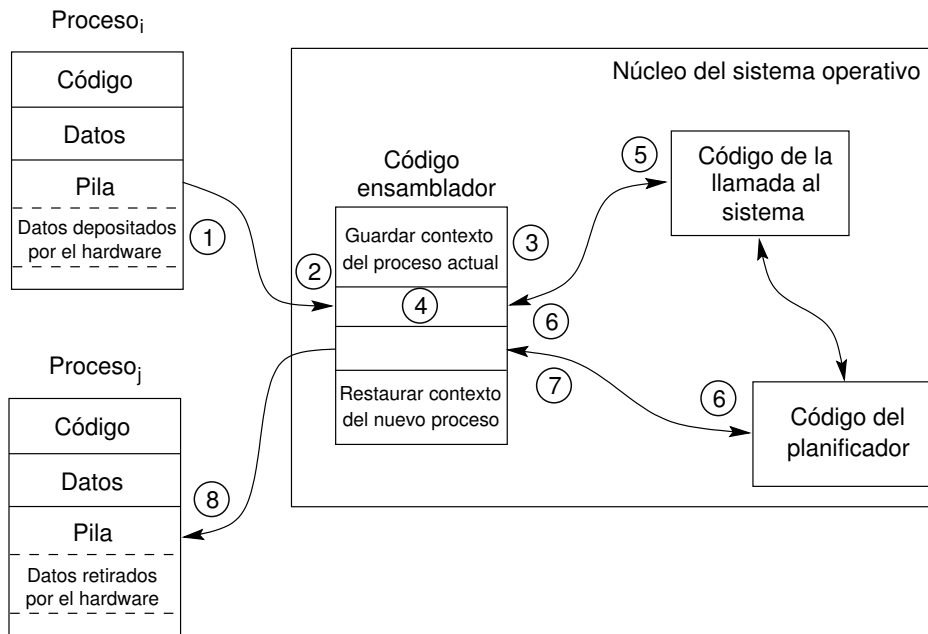 Proceso i
Código
Datos
Pila
Datos depositados
por el hardware
1
Núcleo del sistema operativo
Código
ensamblador
2
Guardar contexto
del proceso actual
3
4
5
Código de la
llamada al
sistema
6
7
Restaurar contexto
del nuevo proceso
6
Código del
planificador
Proceso j
Código
Datos
8
Pila
Datos retirados
por el hardware